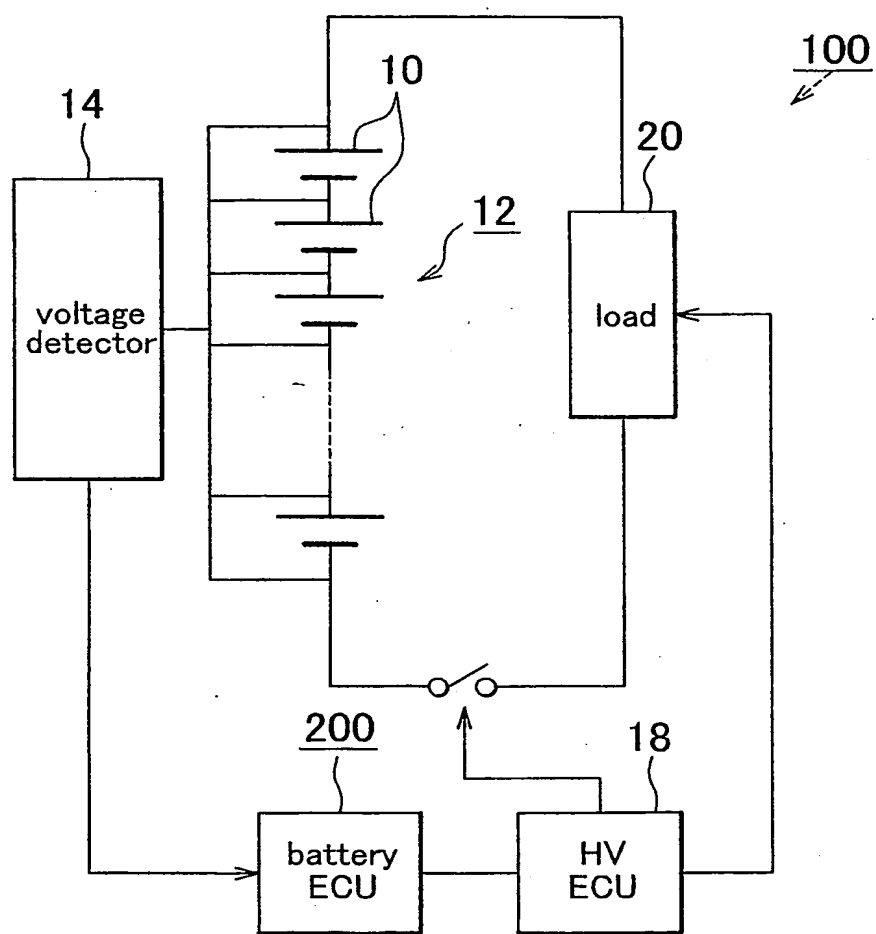 100
10
14
20
12
voltage
detector
load
200
18
battery
ECU
HV
ECU